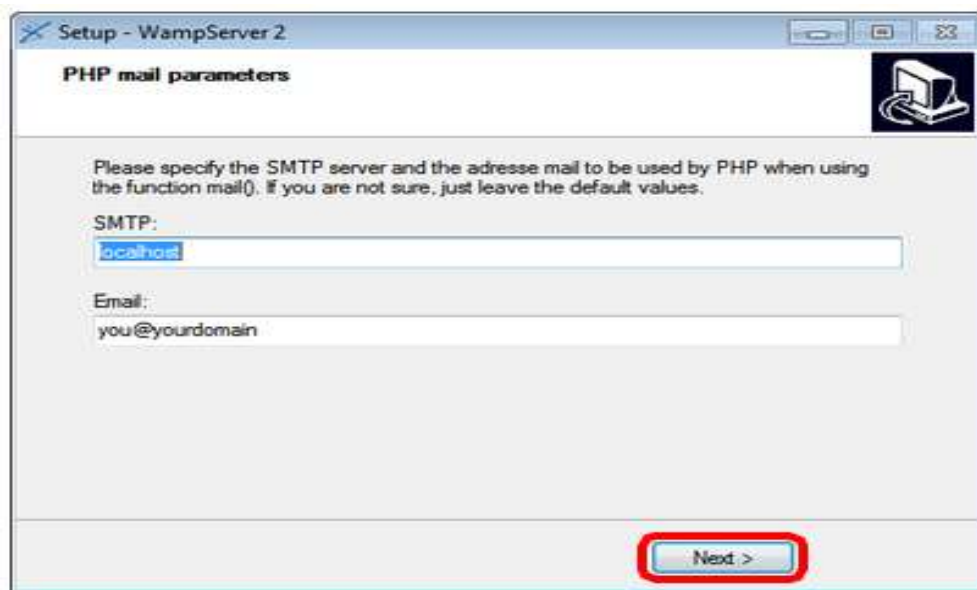 Setup - WampServer 2
PHP mail parameters
Please specify the SMTP server and the adresse mail to be used by PHP when using
the function mail(). If you are not sure, just leave the default values.
SMTP:
localhost
Email:
you@yourdomain
Next >